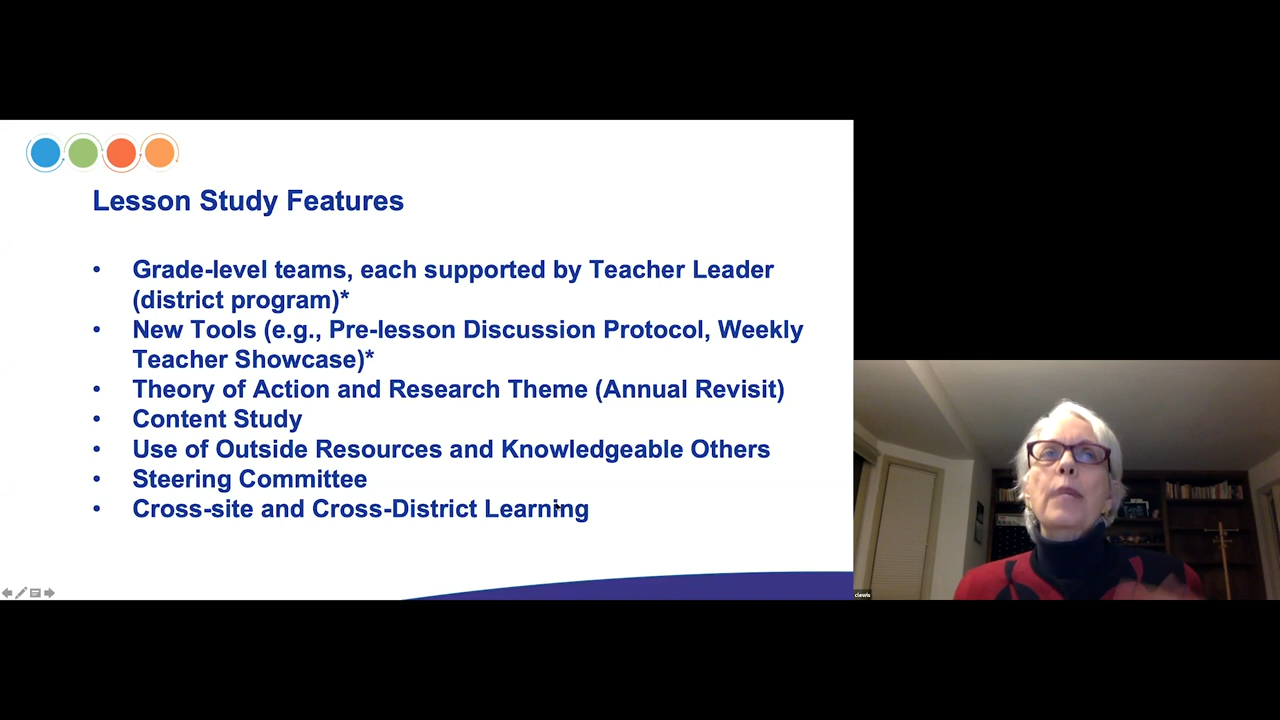 Lesson Study Features
• Grade-level teams, each supported by Teacher Leader
(district program)*
• New Tools (e.g., Pre-lesson Discussion Protocol, Weekly
Teacher Showcase)*
• Theory of Action and Research Theme (Annual Revisit)
• Content Study
• Use of Outside Resources and Knowledgeable Others
• Steering Committee
• Cross-site and Cross-District Learning
clewis